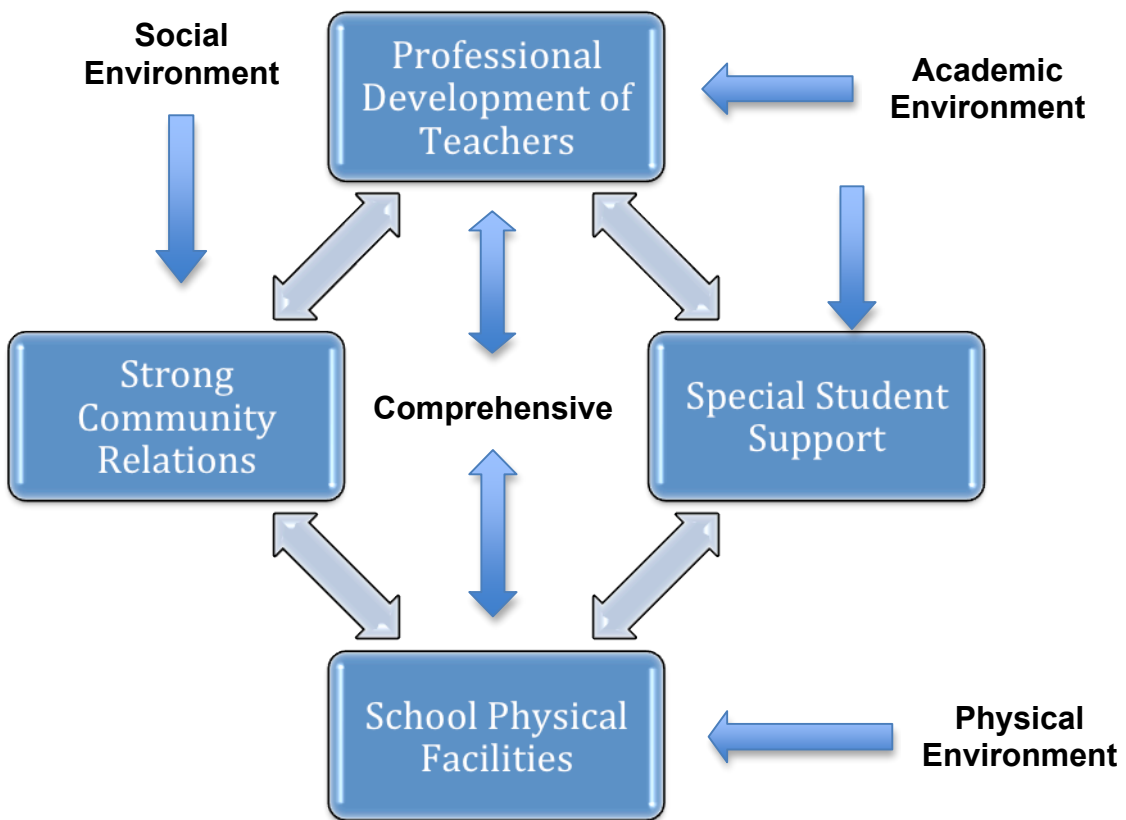 Social
Environment
Professional
Development of
Teachers
Academic
Environment
Strong
Community
Relations
Comprehensive
Special Student
Support
School Physical
Facilities
Physical
Environment